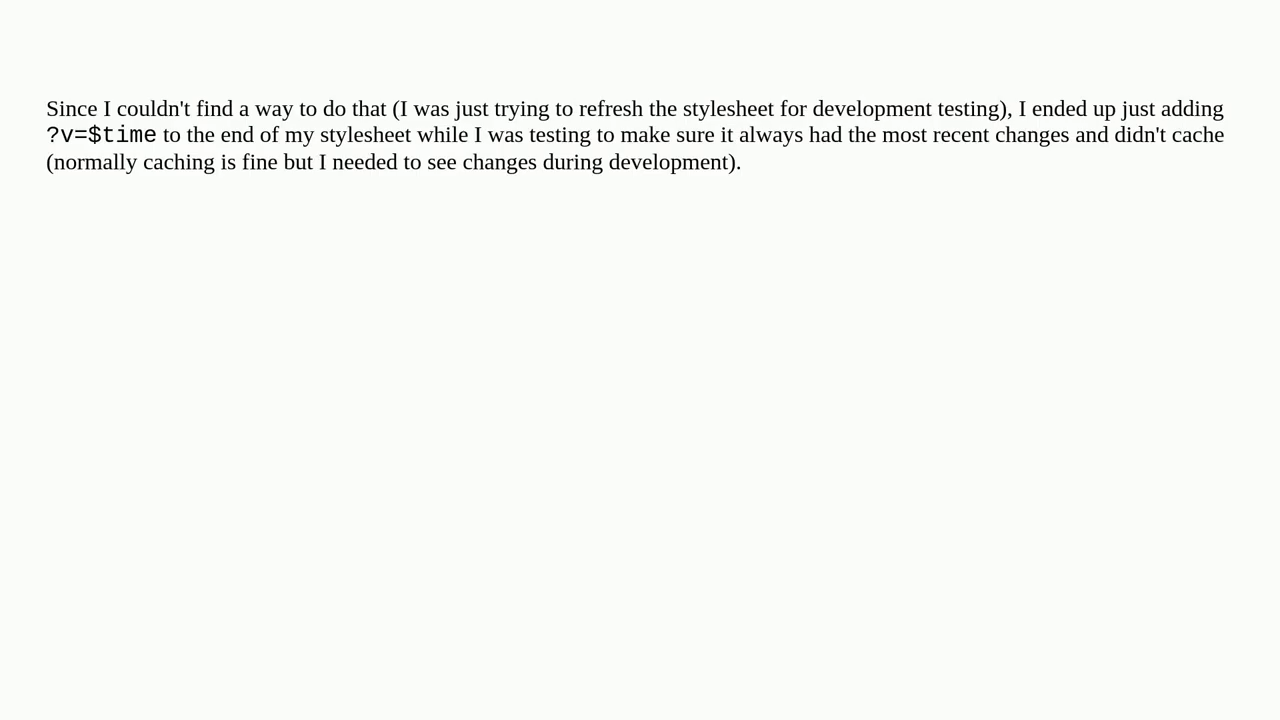 Since I couldn't find a way to do that (I was just trying to refresh the stylesheet for development testing), I ended up just adding
?v=$time to the end of my stylesheet while I was testing to make sure it always had the most recent changes and didn't cache
(normally caching is fine but I needed to see changes during development).